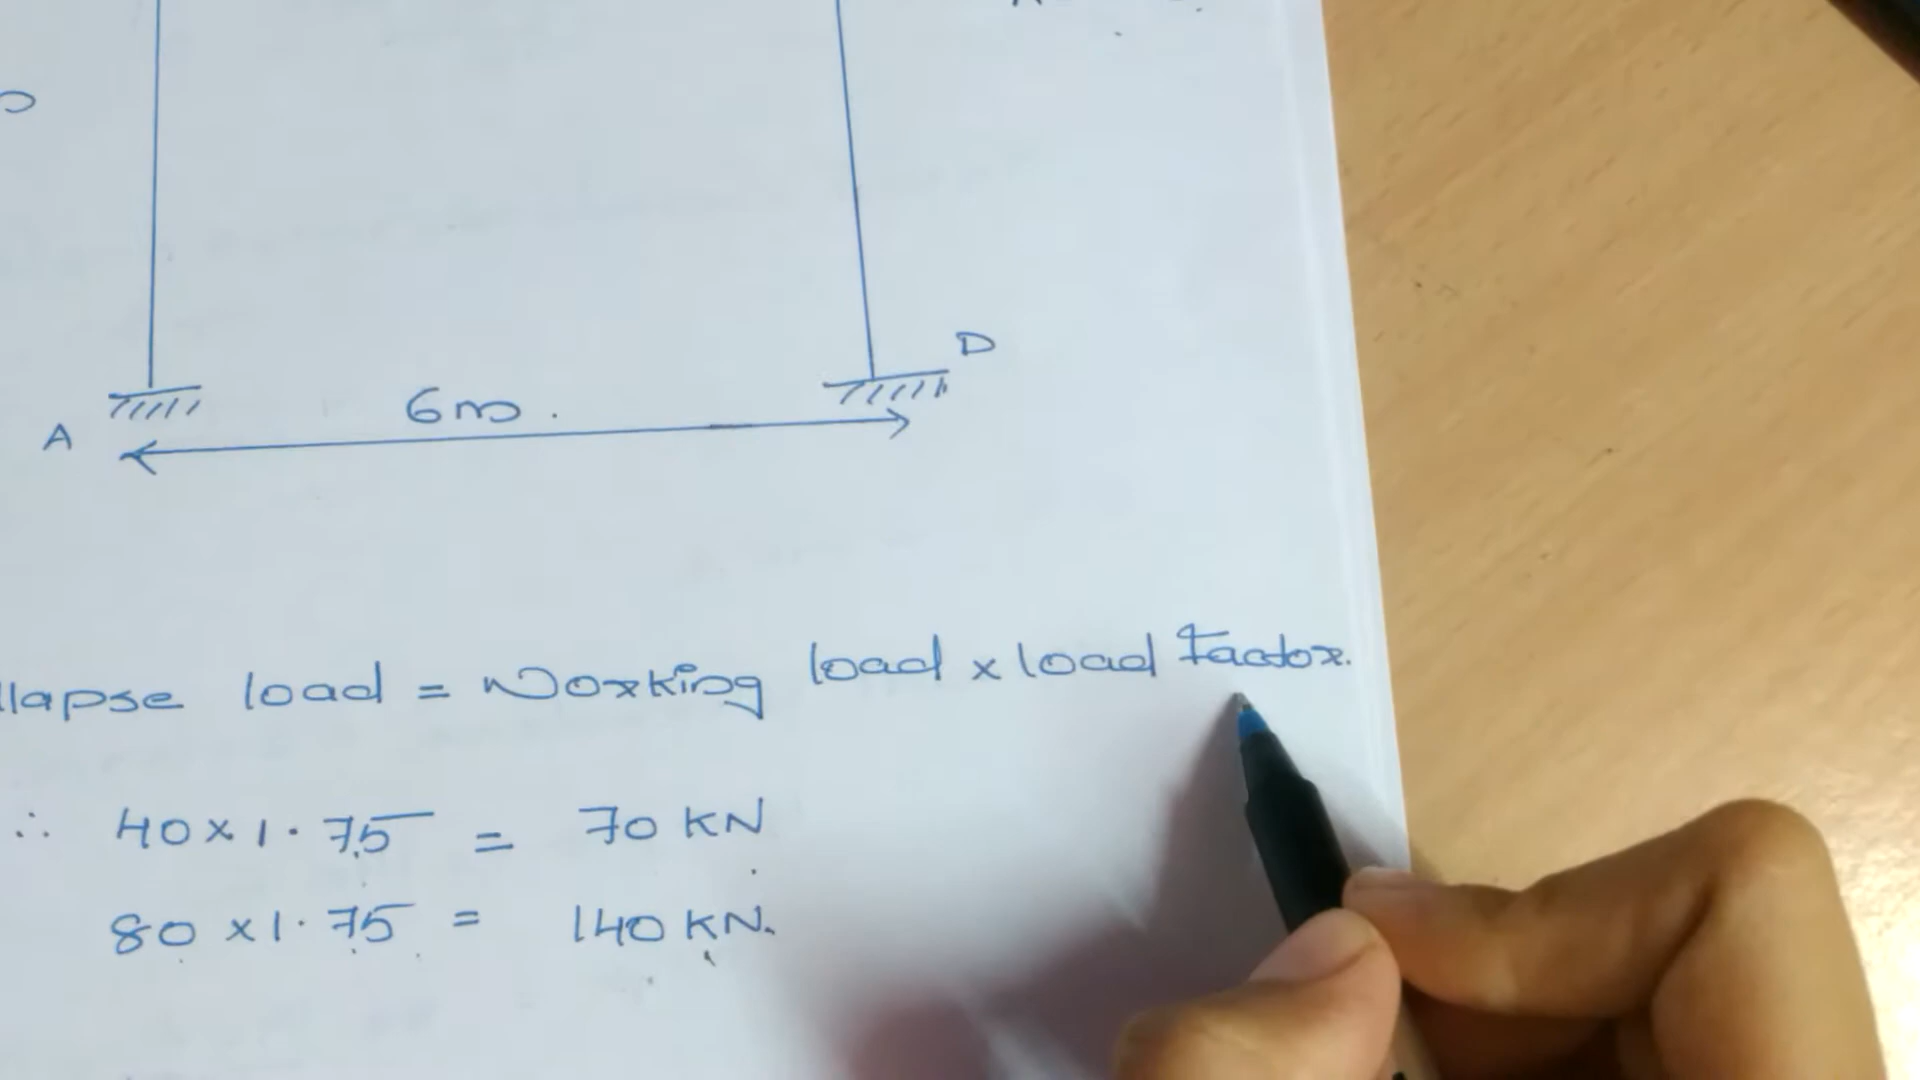 D
6m.
A
llapse load = Working load x load factor.
∴ 40 x 1.75 = 70 KN
80 x 1.75 = 140 KN.